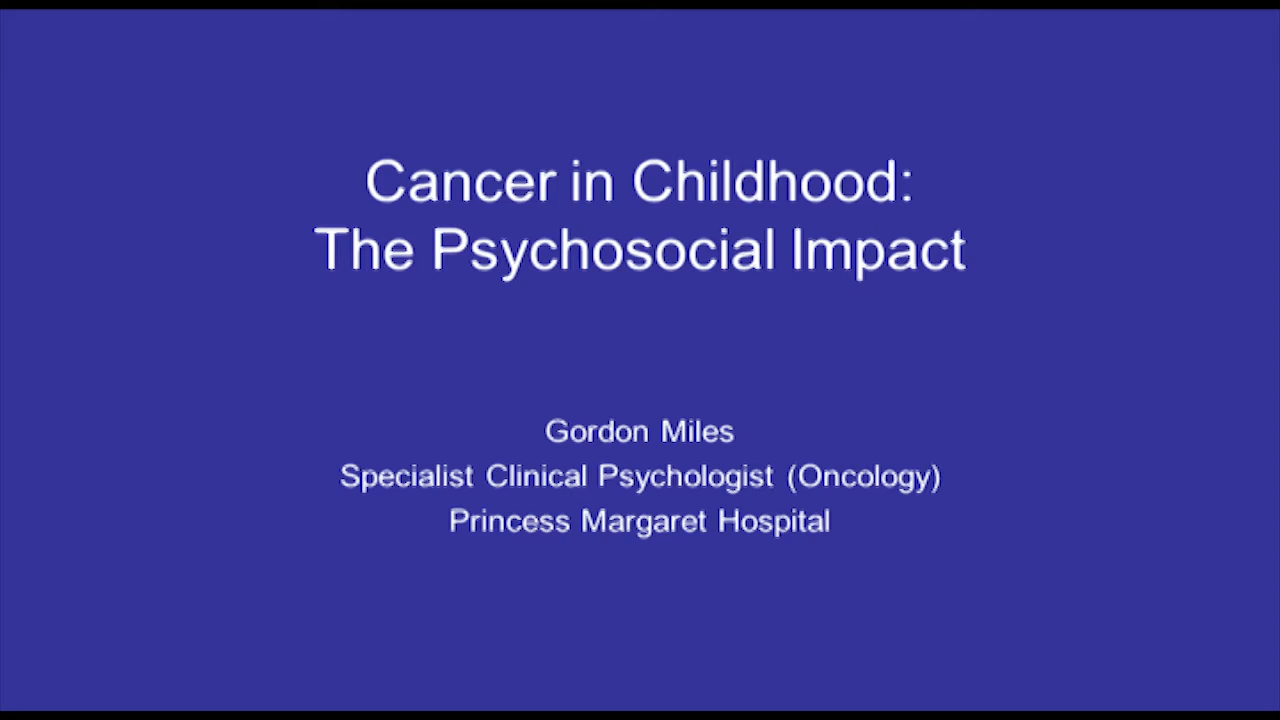 Cancer in Childhood:
The Psychosocial Impact
Gordon Miles
Specialist Clinical Psychologist (Oncology)
Princess Margaret Hospital